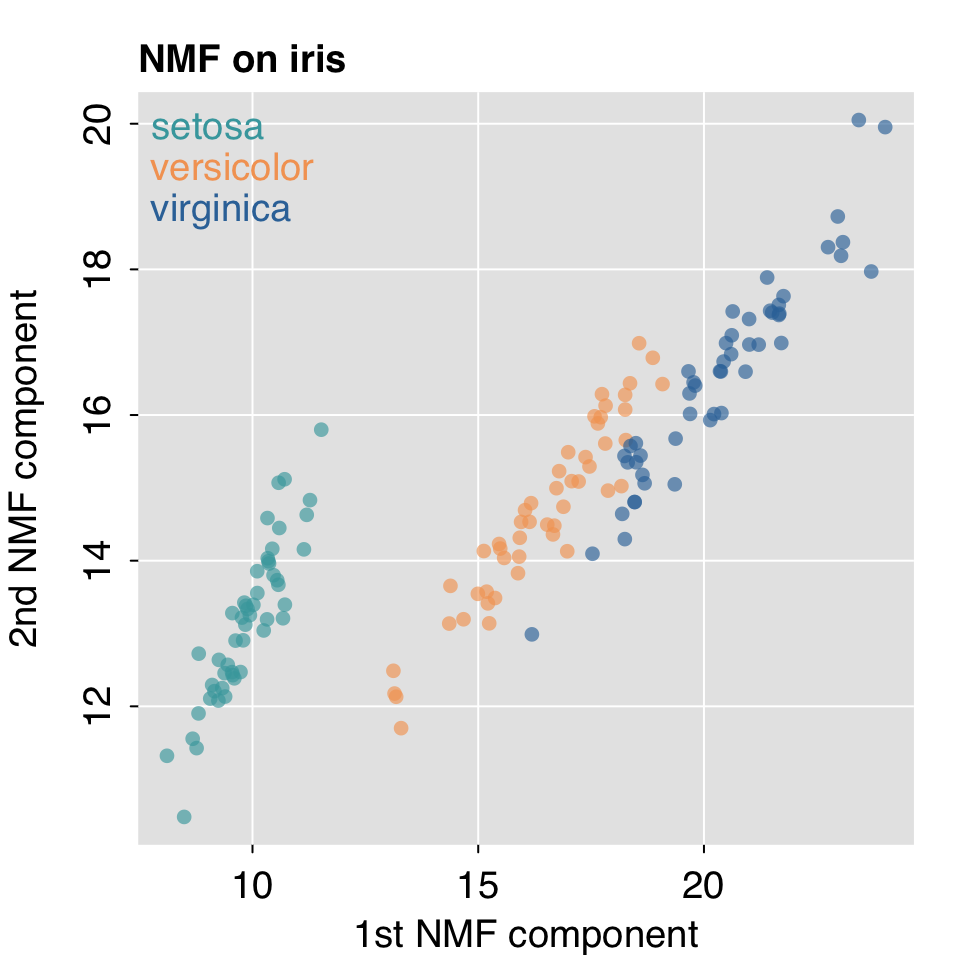 NMF on iris
setosa
versicolor
virginica
20
18
16
14
12
2nd NMF component
10 15 20
1st NMF component